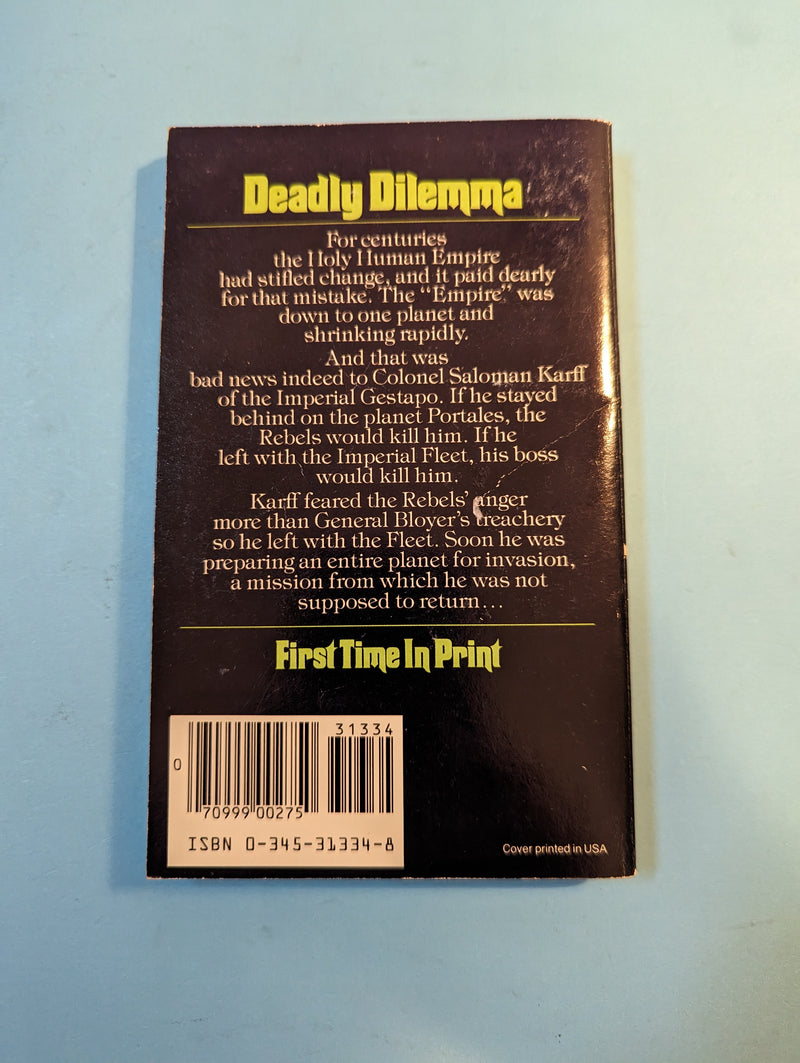 Deadly Dilemma
For centuries
the Holy Human Empire
had stifled change, and it paid dearly
for that mistake. The "Empire" was
down to one planet and
shrinking rapidly.
And that was
bad news indeed to Colonel Saloman Karff
of the Imperial Gestapo. If he stayed
behind on the planet Portales, the
Rebels would kill him. If he
left with the Imperial Fleet, his boss
would kill him.
Karff feared the Rebels' anger
more than General Bloyer's treachery
so he left with the Fleet. Soon he was
preparing an entire planet for invasion,
a mission from which he was not
supposed to return...
First Time In Print
31334
0
70999 00275
ISBN 0-345-31334-8
Cover printed in USA